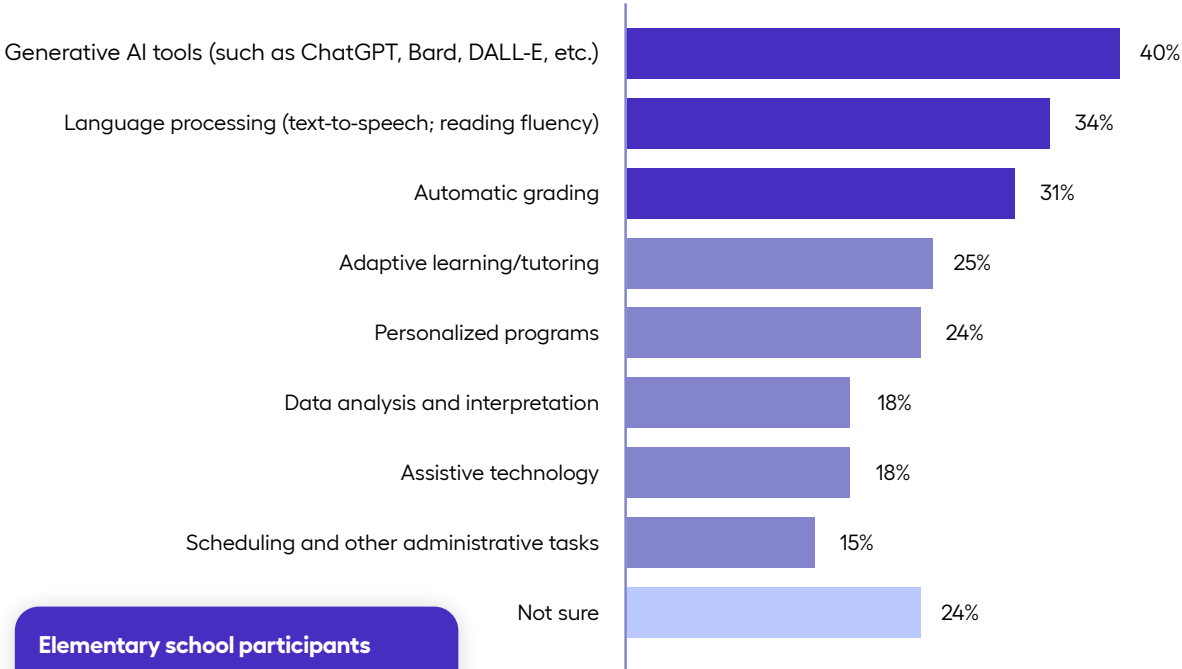 Generative AI tools (such as ChatGPT, Bard, DALL-E, etc.) 40%
Language processing (text-to-speech; reading fluency) 34%
Automatic grading 31%
Adaptive learning/tutoring 25%
Personalized programs 24%
Data analysis and interpretation 18%
Assistive technology 18%
Scheduling and other administrative tasks 15%
Not sure 24%
Elementary school participants